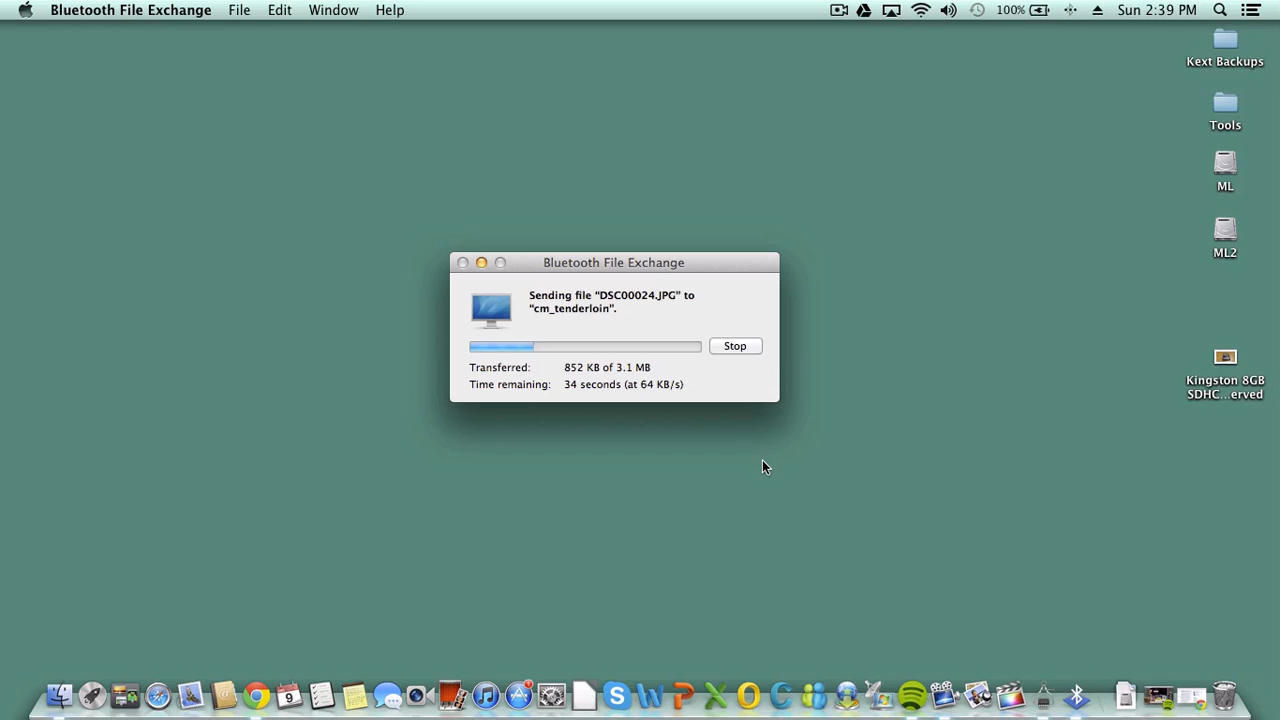 Bluetooth File Exchange File Edit Window Help 100% Sun 2:39 PM
Kext Backups
Tools
ML
ML2
Kingston 8GB
SDHC...erved
Bluetooth File Exchange
Sending file “DSC00024.JPG” to
“cm_tenderloin”.
Stop
Transferred: 852 KB of 3.1 MB
Time remaining: 34 seconds (at 64 KB/s)
9